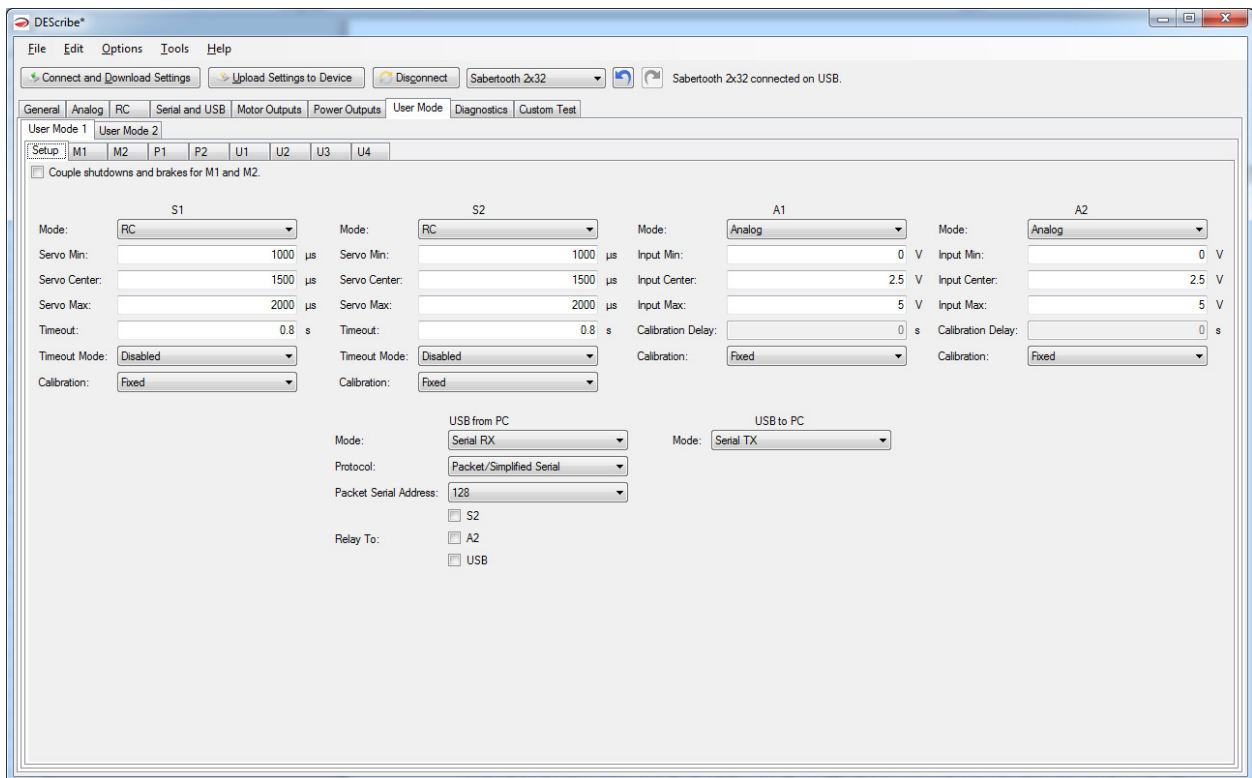 DEScribe*
File Edit Options Tools Help
Connect and Download Settings Upload Settings to Device Disconnect Sabertooth 2x32 Sabertooth 2x32 connected on USB.
General Analog RC Serial and USB Motor Outputs Power Outputs User Mode Diagnostics Custom Test
User Mode 1 User Mode 2
Setup M1 M2 P1 P2 U1 U2 U3 U4
Couple shutdowns and brakes for M1 and M2.
S1 S2 A1 A2
Mode: RC Mode: RC Mode: Analog Mode: Analog
Servo Min: 1000 µs Servo Min: 1000 µs Input Min: 0 V Input Min: 0 V
Servo Center: 1500 µs Servo Center: 1500 µs Input Center: 2.5 V Input Center: 2.5 V
Servo Max: 2000 µs Servo Max: 2000 µs Input Max: 5 V Input Max: 5 V
Timeout: 0.8 s Timeout: 0.8 s Calibration Delay: 0 s Calibration Delay: 0 s
Timeout Mode: Disabled Timeout Mode: Disabled Calibration: Fixed Calibration: Fixed
Calibration: Fixed Calibration: Fixed
USB from PC USB to PC
Mode: Serial RX Mode: Serial TX
Protocol: Packet/Simplified Serial
Packet Serial Address: 128
S2
Relay To: A2
USB